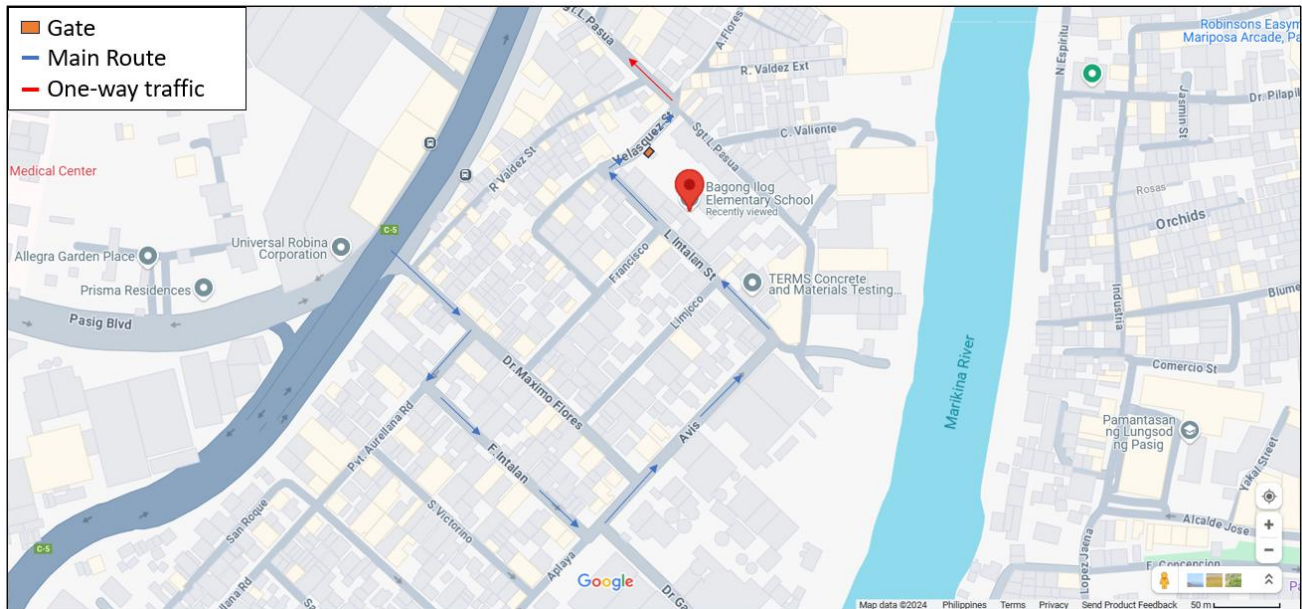 Gate
Main Route
One-way traffic
Sgt. L. Pasua
A Flores
N Espiritu
Robinsons Easym
Mariposa Arcade, Pa
R. Valdez Ext
Jasmin St
Dr. Pilapil
C. Valiente
Velasquez St
Sgt. L. Pasua
Medical Center
R Valdez St
Bagong Ilog
Elementary School
Recently viewed
Rosas
Orchids
C-5
Universal Robina
Corporation
Allegra Garden Place
Prisma Residences
Francisco
L. Intalan St
TERMS Concrete
and Materials Testing...
Limjoco
Industria
Blume
Pasig Blvd
Dr. Maximo Flores
Comercio St
Marikina River
Avis
Pvt. Aurellana Rd
F. Intalan
Pamantasan
ng Lungsod
ng Pasig
Yakal Street
San Roque
S Victorino
Alcalde Jose
C-5
Aplaya
Lopez Jaena
F. Concepcion
Google
Dr. Ga
Sa
P
Map data ©2024 Philippines Terms Privacy Send Product Feedback 50 m